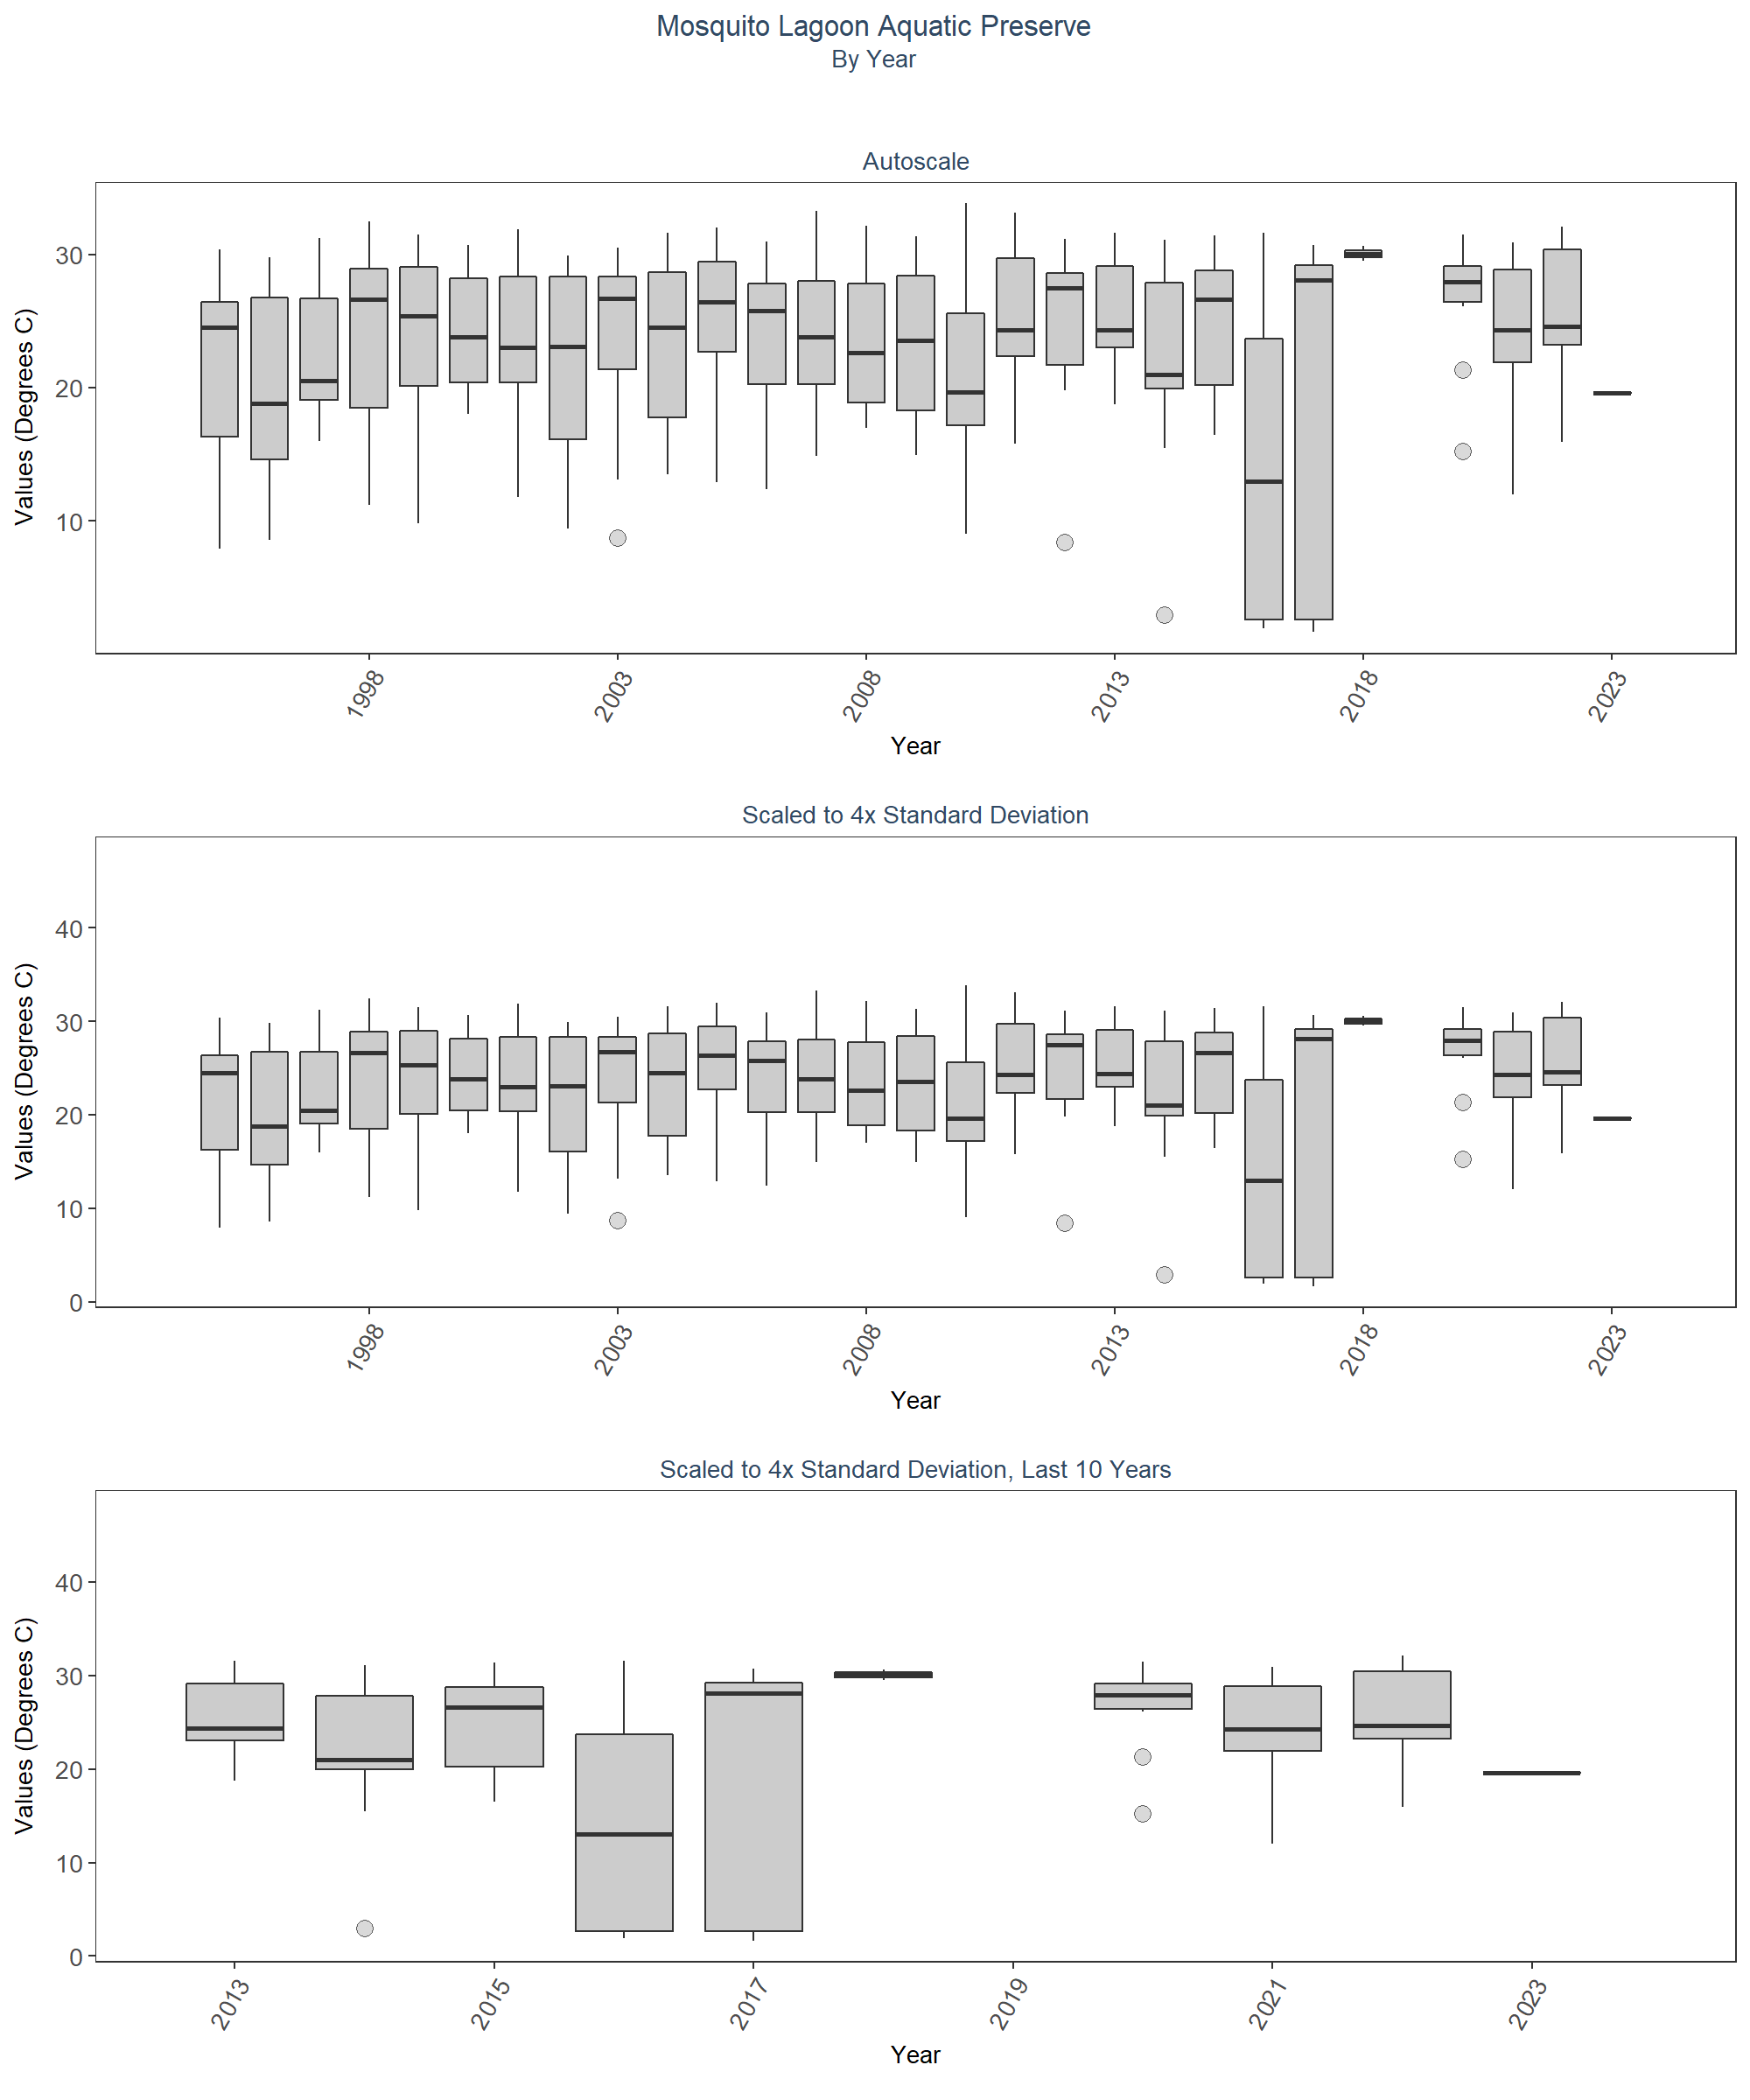 Mosquito Lagoon Aquatic Preserve
By Year
Autoscale
Values (Degrees C)
30
20
10
1998
2003
2008
2013
2018
2023
Year
Scaled to 4x Standard Deviation
Values (Degrees C)
40
30
20
10
0
1998
2003
2008
2013
2018
2023
Year
Scaled to 4x Standard Deviation, Last 10 Years
Values (Degrees C)
40
30
20
10
0
2013
2015
2017
2019
2021
2023
Year